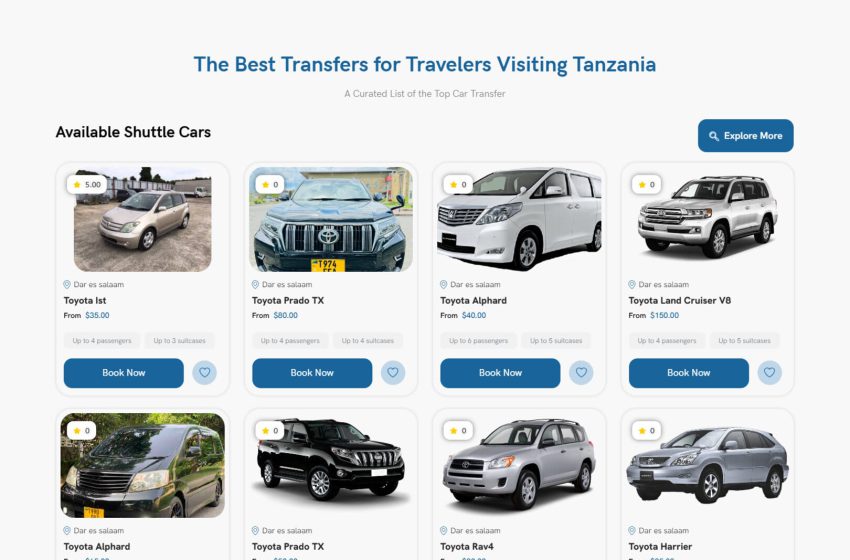 The Best Transfers for Travelers Visiting Tanzania
A Curated List of the Top Car Transfer
Available Shuttle Cars
Explore More
5.00
0
0
0
Dar es salaam
Dar es salaam
Dar es salaam
Dar es salaam
Toyota Ist
Toyota Prado TX
Toyota Alphard
Toyota Land Cruiser V8
From $35.00
From $80.00
From $40.00
From $150.00
Up to 4 passengers
Up to 3 suitcases
Up to 4 passengers
Up to 4 suitcases
Up to 6 passengers
Up to 5 suitcases
Up to 4 passengers
Up to 5 suitcases
Book Now
Book Now
Book Now
Book Now
0
0
0
0
Dar es salaam
Dar es salaam
Dar es salaam
Dar es salaam
Toyota Alphard
Toyota Prado TX
Toyota Rav4
Toyota Harrier